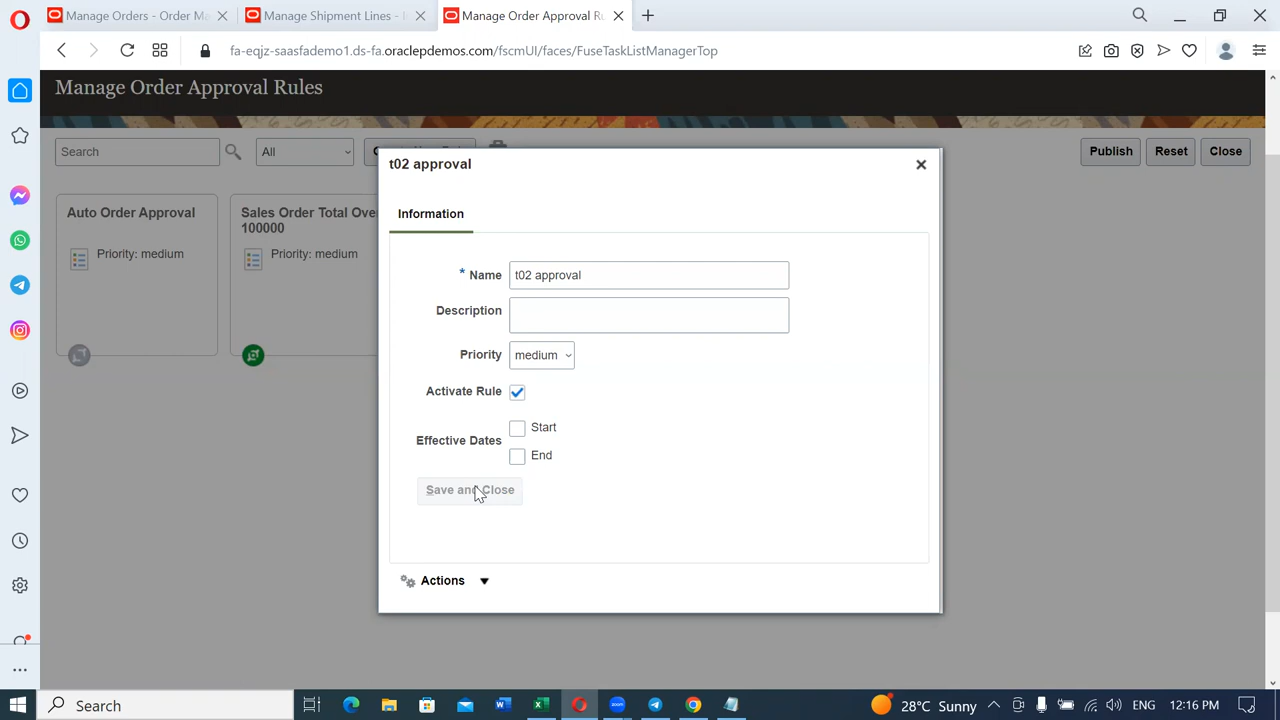 Manage Orders - Order Ma
Manage Shipment Lines -
Manage Order Approval Ru
fa-eqjz-saasfademo1.ds-fa.oraclepdemos.com/fscmUI/faces/FuseTaskListManagerTop
Manage Order Approval Rules
Search
All
Publish
Reset
Close
t02 approval
Information
Auto Order Approval
Priority: medium
Sales Order Total Ove
100000
Priority: medium
* Name
t02 approval
Description
Priority
medium
Activate Rule
Effective Dates
Start
End
Save and Close
Actions
Search
28°C Sunny
ENG
12:16 PM